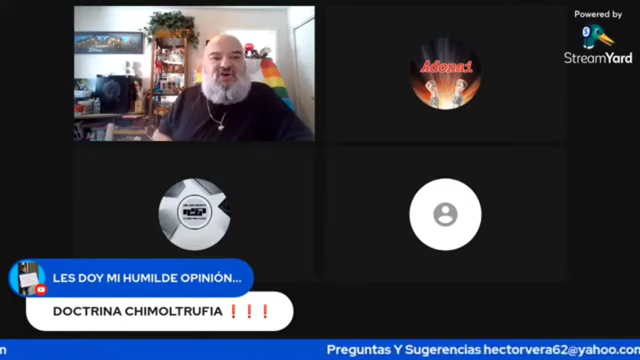 Powered by
StreamYard
Adonai
LES DOY MI HUMILDE OPINIÓN...
DOCTRINA CHIMOLTRUFIA ❗❗❗
m
Preguntas Y Sugerencias hectorvera62@yahoo.com